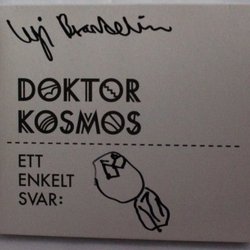 DOKTOR
KOSMOS
ETT
ENKELT
SVAR: